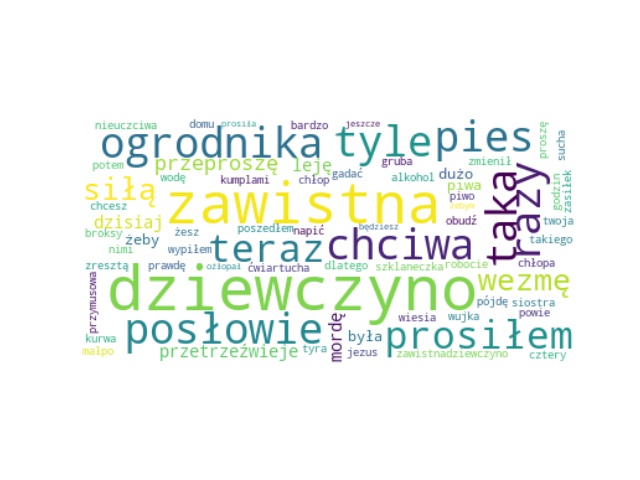 nieuczciwa domu prosiła bardzo jeszcze
ogrodnika tyle pies
proszę sucha
potem przeproszę leję gruba zmienił
wodę kumplami chłop gadać alkohol dużo
siłą zawistna piwa piwo taka razy
godzin zasiłek
chcesz dzisiaj obudź twoja
broksy żeby żesz poszedłem napić będziesz takiego
nimi wypiłem teraz chciwa
zresztą prawdę ożłopał ćwiartucha dlatego szklaneczka robocie chłopa
przymusowa dziewczyno wezmę
pójdę siostra
posłowie mordę wiesia wujka powie
kurwa była prosiłem
małpo przetrzeźwieje tyra jezus zawistnadziewczyno cztery